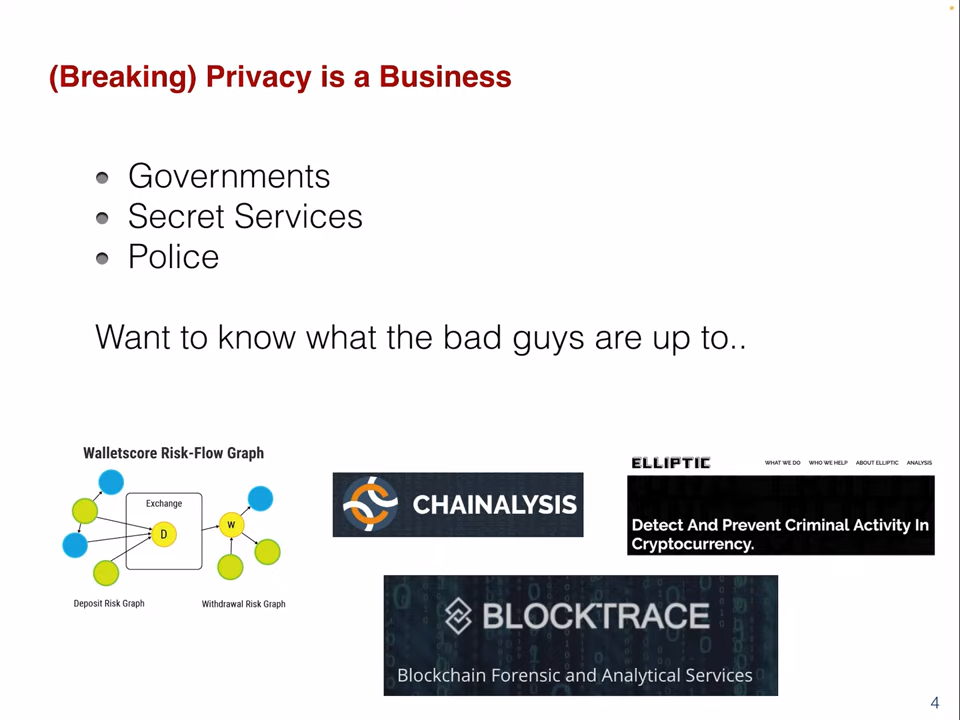 (Breaking) Privacy is a Business
Governments
Secret Services
Police
Want to know what the bad guys are up to..
Walletscore Risk-Flow Graph
Exchange
D
W
Deposit Risk Graph
Withdrawal Risk Graph
CHAINALYSIS
ELLIPTIC
WHAT WE DO WHO WE HELP ABOUT ELLIPTIC ANALYSIS
Detect And Prevent Criminal Activity In
Cryptocurrency.
BLOCKTRACE
Blockchain Forensic and Analytical Services
4